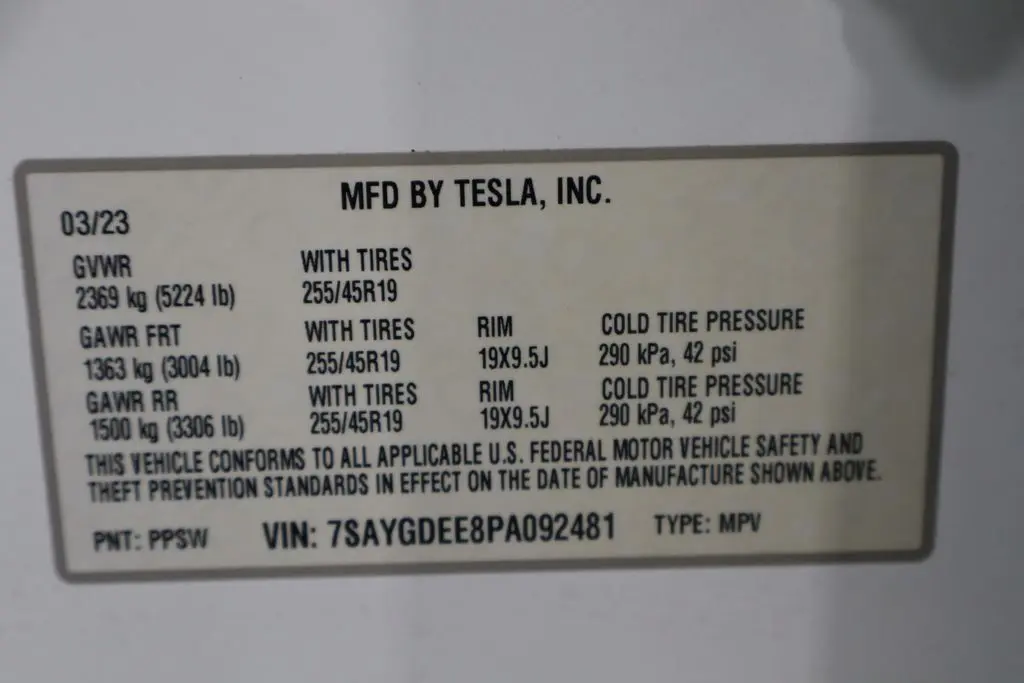 MFD BY TESLA, INC.
03/23
GVWR WITH TIRES
2369 kg (5224 lb) 255/45R19
GAWR FRT WITH TIRES RIM COLD TIRE PRESSURE
1363 kg (3004 lb) 255/45R19 19X9.5J 290 kPa, 42 psi
GAWR RR WITH TIRES RIM COLD TIRE PRESSURE
1500 kg (3306 lb) 255/45R19 19X9.5J 290 kPa, 42 psi
THIS VEHICLE CONFORMS TO ALL APPLICABLE U.S. FEDERAL MOTOR VEHICLE SAFETY AND
THEFT PREVENTION STANDARDS IN EFFECT ON THE DATE OF MANUFACTURE SHOWN ABOVE.
PNT: PPSW VIN: 7SAYGDEE8PA092481 TYPE: MPV